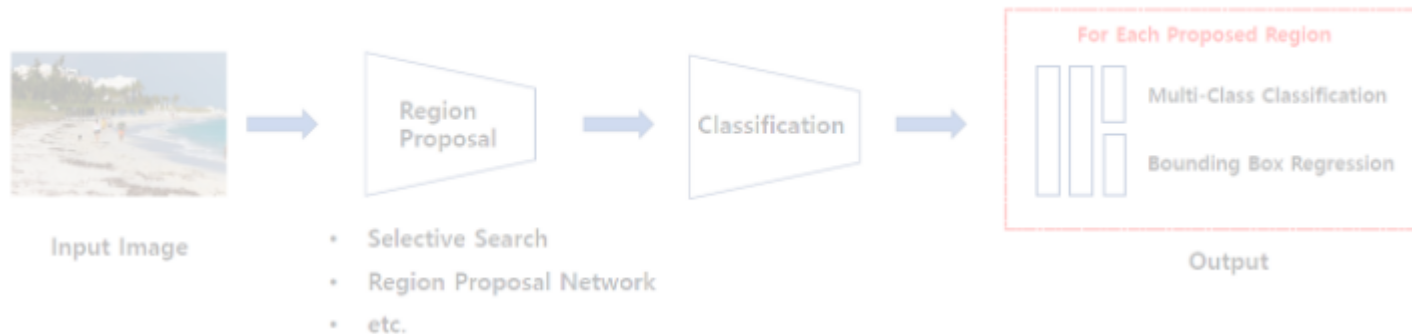 For Each Proposed Region
Region
Proposal
Classification
Multi-Class Classification
Bounding Box Regression
Input Image
• Selective Search
• Region Proposal Network
• etc.
Output